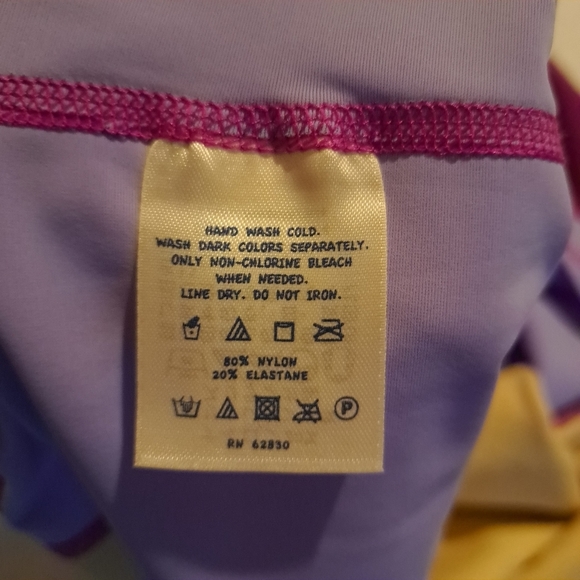 HAND WASH COLD.
WASH DARK COLORS SEPARATELY.
ONLY NON-CHLORINE BLEACH
WHEN NEEDED.
LINE DRY. DO NOT IRON.
80% NYLON
20% ELASTANE
P
RN 62830